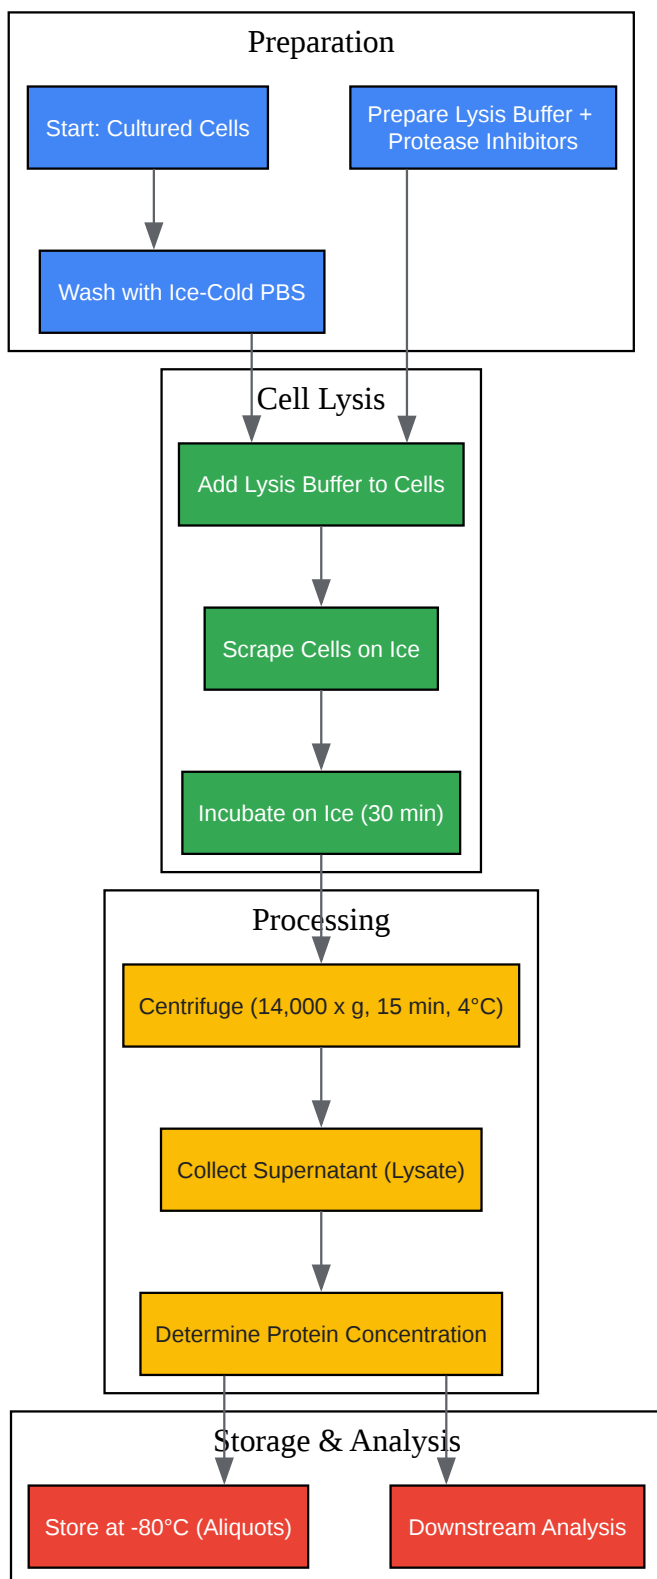 Preparation
Start: Cultured Cells
Prepare Lysis Buffer +
Protease Inhibitors
Wash with Ice-Cold PBS
Cell Lysis
Add Lysis Buffer to Cells
Scrape Cells on Ice
Incubate on Ice (30 min)
Processing
Centrifuge (14,000 x g, 15 min, 4°C)
Collect Supernatant (Lysate)
Determine Protein Concentration
Storage & Analysis
Store at -80°C (Aliquots)
Downstream Analysis